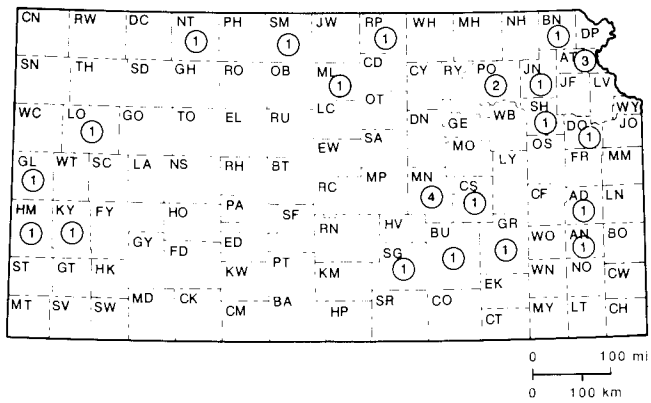 CN RW DC NT PH SM JW RP WH MH NH BN DP
1 1 1 1
AT 3
SN TH SD GH RO OB ML CD CY RY PO JN JF LV
1 2 1
WC LO GO TO EL RU LC OT DN GE WB SH WY
1 1 DO JO
EW SA MO OS 1
GL WT SC LA NS RH BT RC MP MN CS LY FR MM
1 4 1
CF AD LN
1
HM KY FY HO PA SF RN HV BU GR WO AN BO
1 1 1 1 1 1
GY FD ED SG
ST GT HK KW PT KM EK WN NO CW
MT SV SW MD CK CM BA HP SR CO CT MY LT CH
0 100 mi
0 100 km